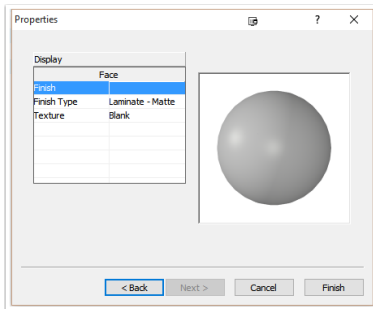 Properties ? X
Display
Face
Finish
Finish Type Laminate - Matte
Texture Blank
< Back Next > Cancel Finish